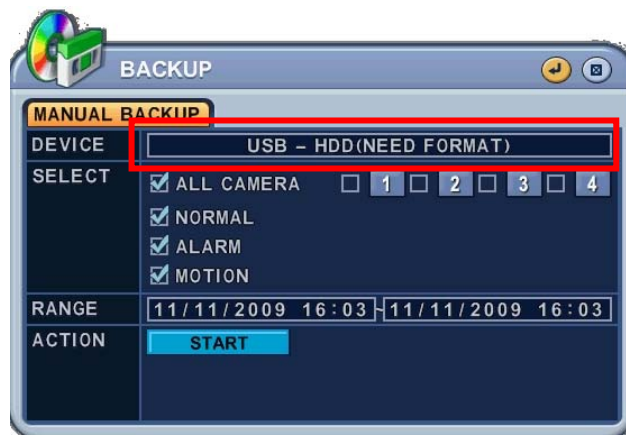 BACKUP
MANUAL BACKUP
DEVICE USB – HDD(NEED FORMAT)
SELECT ALL CAMERA 1 2 3 4
NORMAL
ALARM
MOTION
RANGE 11/11/2009 16:03~11/11/2009 16:03
ACTION START